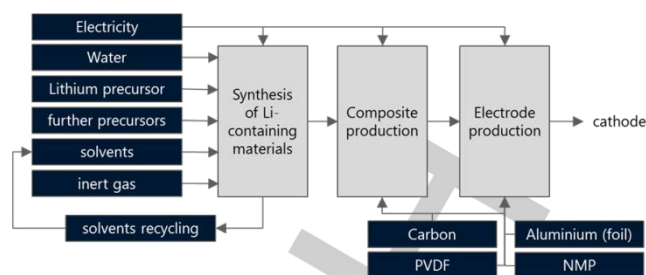 Electricity
Water
Lithium precursor
further precursors
solvents
inert gas
solvents recycling
Synthesis
of Li-
containing
materials
Composite
production
Electrode
production
cathode
Carbon
Aluminium (foil)
PVDF
NMP